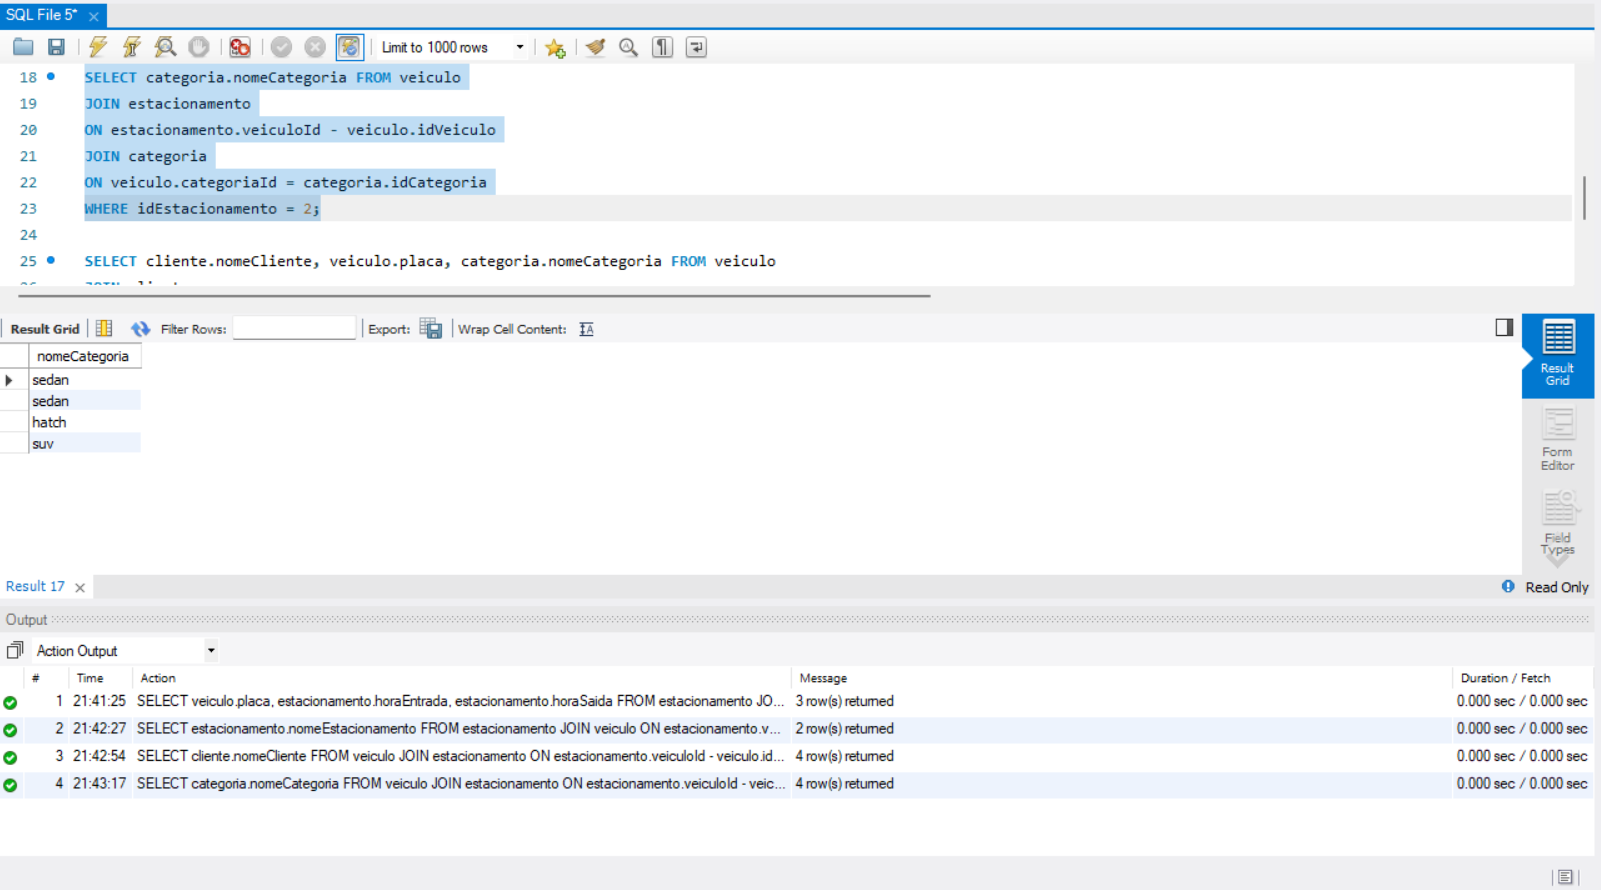 SQL File 5*
Limit to 1000 rows
18 SELECT categoria.nomeCategoria FROM veiculo
19 JOIN estacionamento
20 ON estacionamento.veiculoId - veiculo.idVeiculo
21 JOIN categoria
22 ON veiculo.categoriaId = categoria.idCategoria
23 WHERE idEstacionamento = 2;
24
25 SELECT cliente.nomeCliente, veiculo.placa, categoria.nomeCategoria FROM veiculo
Result Grid Filter Rows: Export: Wrap Cell Content:
nomeCategoria
sedan
sedan
hatch
suv
Result
Grid
Form
Editor
Field
Types
Result 17 Read Only
Output
Action Output
# Time Action Message Duration / Fetch
1 21:41:25 SELECT veiculo.placa, estacionamento.horaEntrada, estacionamento.horaSaida FROM estacionamento JO... 3 row(s) returned 0.000 sec / 0.000 sec
2 21:42:27 SELECT estacionamento.nomeEstacionamento FROM estacionamento JOIN veiculo ON estacionamento.v... 2 row(s) returned 0.000 sec / 0.000 sec
3 21:42:54 SELECT cliente.nomeCliente FROM veiculo JOIN estacionamento ON estacionamento.veiculoId - veiculo.id... 4 row(s) returned 0.000 sec / 0.000 sec
4 21:43:17 SELECT categoria.nomeCategoria FROM veiculo JOIN estacionamento ON estacionamento.veiculoId - veic... 4 row(s) returned 0.000 sec / 0.000 sec